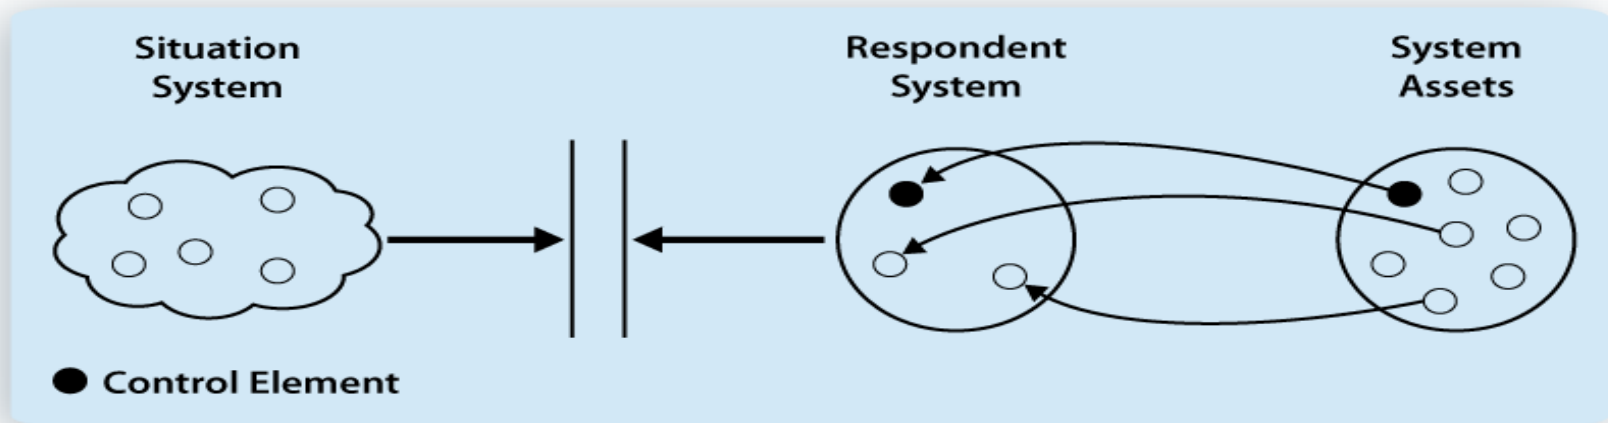 Situation
System
Respondent
System
System
Assets
Control Element